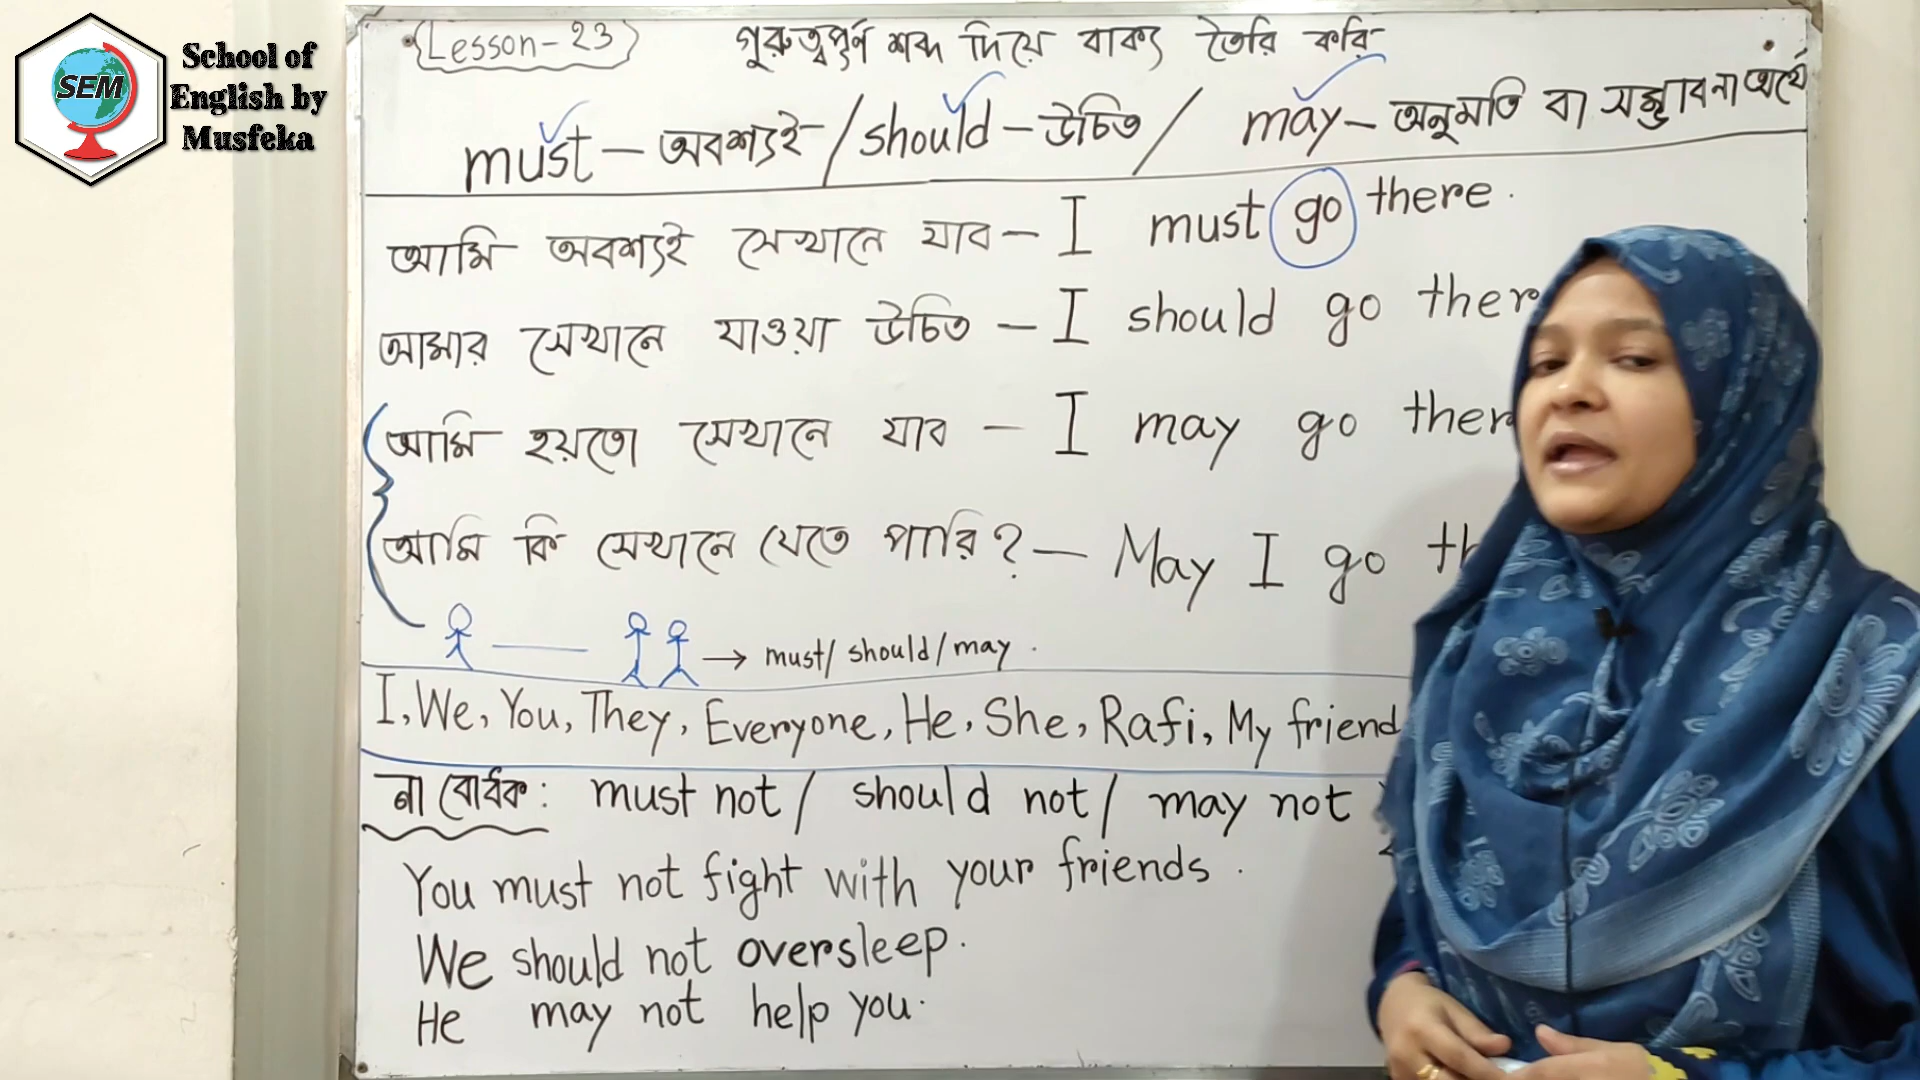 SEM
School of
English by
Musfeka
Lesson-23 গুরুত্বপূর্ণ শব্দ দিয়ে বাক্য তৈরি করি
must – অবশ্যই / should – উচিত / may – অনুমতি বা সম্ভাবনা অর্থে
আমি অবশ্যই সেখানে যাব – I must go there.
আমার সেখানে যাওয়া উচিত – I should go ther
আমি হয়তো সেখানে যাব – I may go ther
আমি কি সেখানে যেতে পারি? – May I go th
→ must/ should/ may.
I, We, You, They, Everyone, He, She, Rafi, My friend
না বোধক: must not / should not / may not
You must not fight with your friends.
We should not oversleep.
He may not help you.